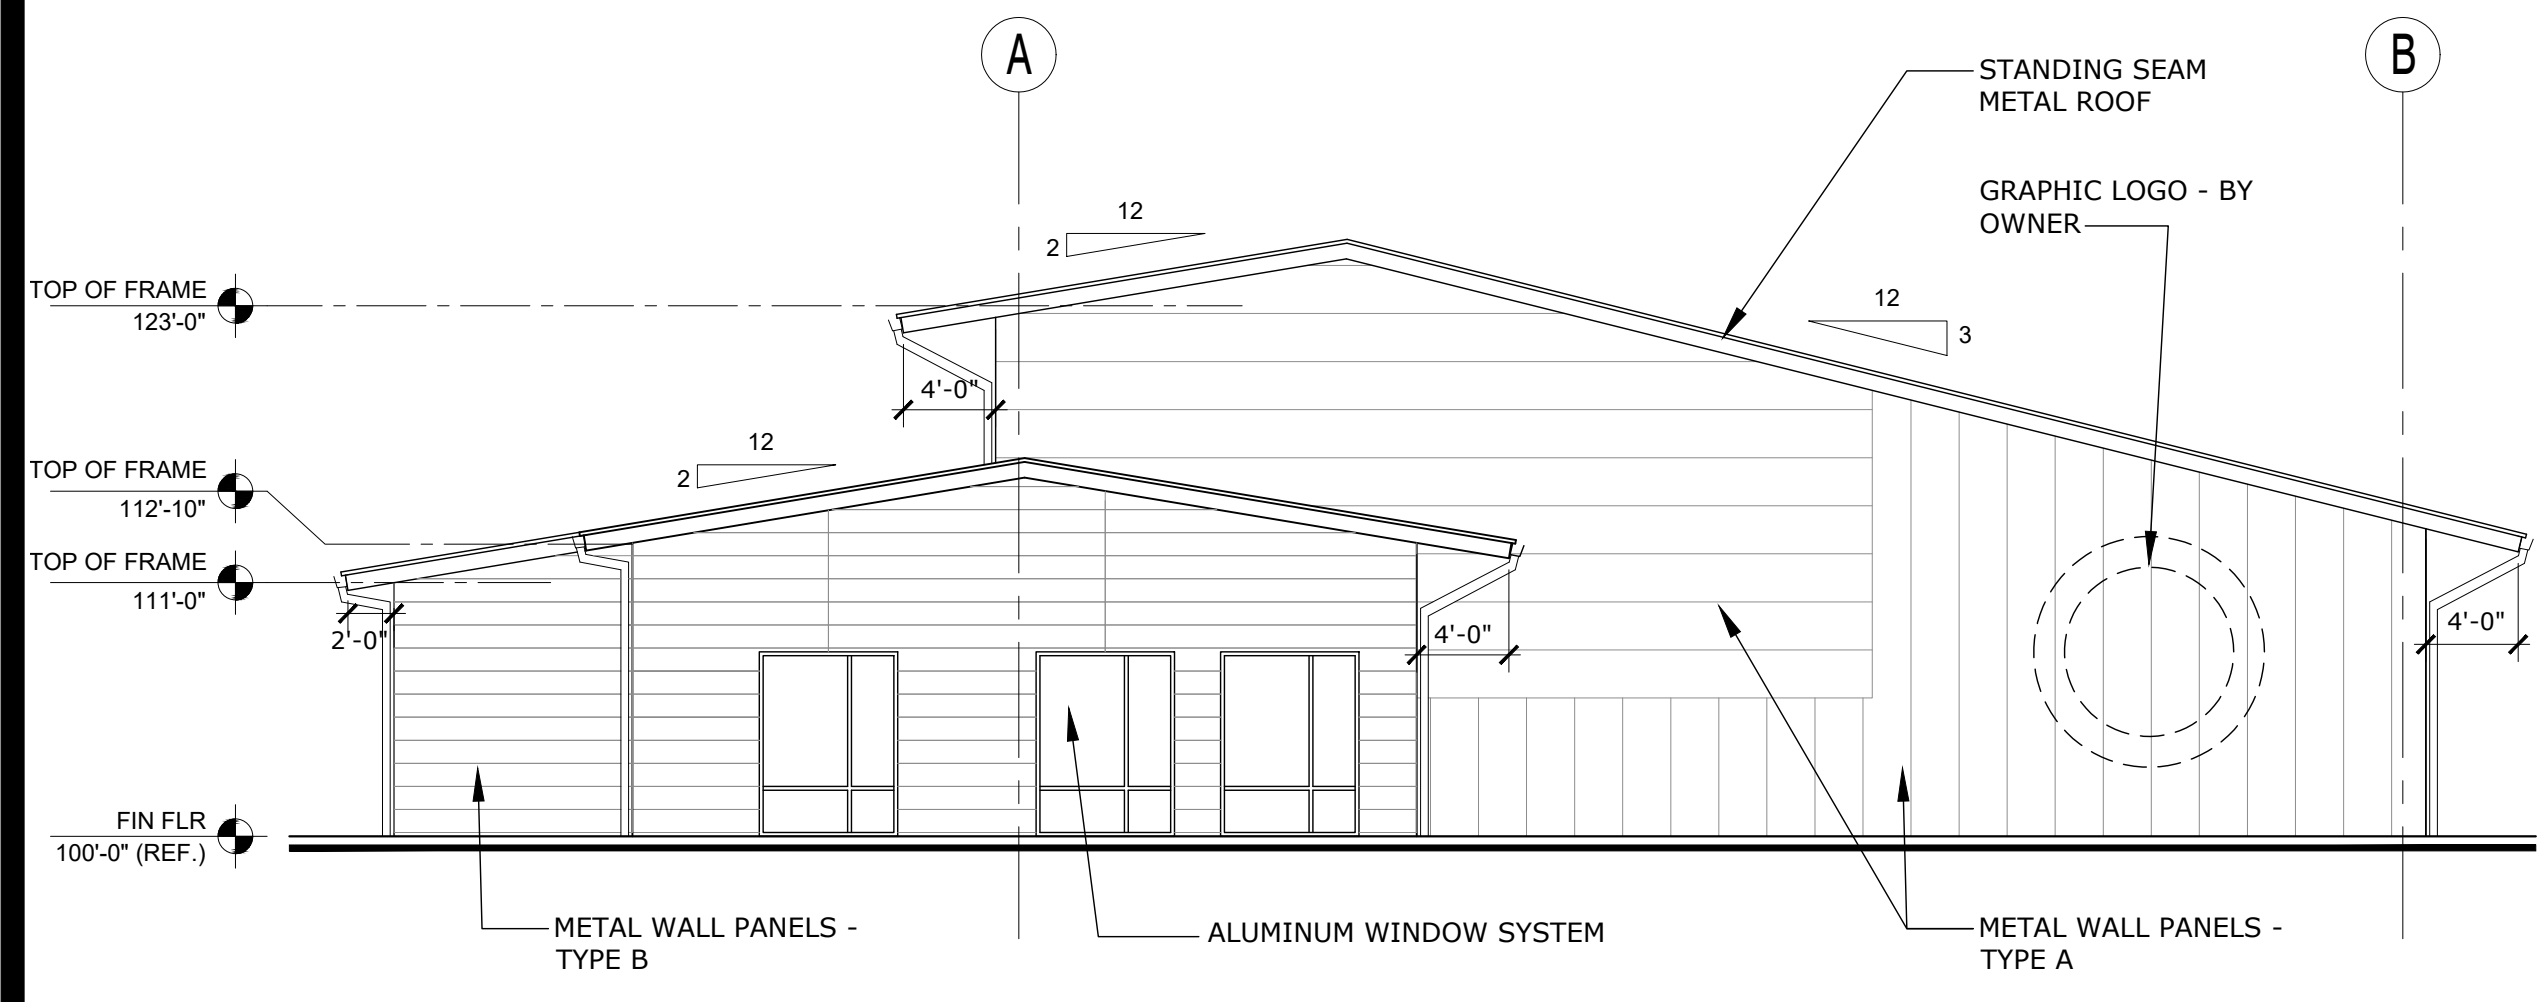 A
B
STANDING SEAM
METAL ROOF
GRAPHIC LOGO - BY
OWNER
12
2
TOP OF FRAME
123'-0"
12
3
4'-0"
12
2
TOP OF FRAME
112'-10"
TOP OF FRAME
111'-0"
2'-0"
4'-0"
4'-0"
FIN FLR
100'-0" (REF.)
METAL WALL PANELS -
TYPE B
ALUMINUM WINDOW SYSTEM
METAL WALL PANELS -
TYPE A